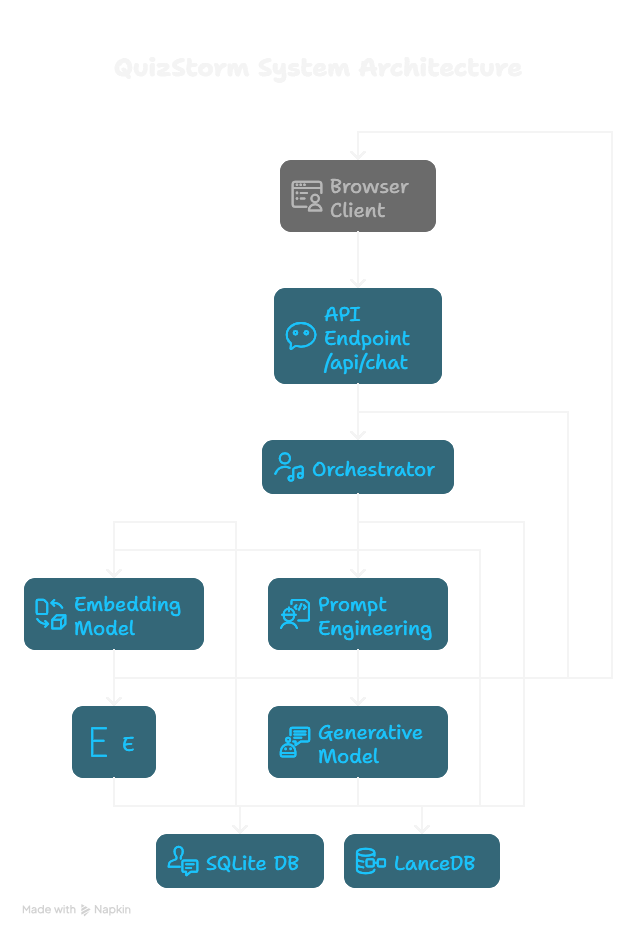 QuizStorm System Architecture
Browser
Client
API
Endpoint
/api/chat
Orchestrator
Embedding
Model
Prompt
Engineering
E
E
Generative
Model
SQLite DB
LanceDB
Made with Napkin